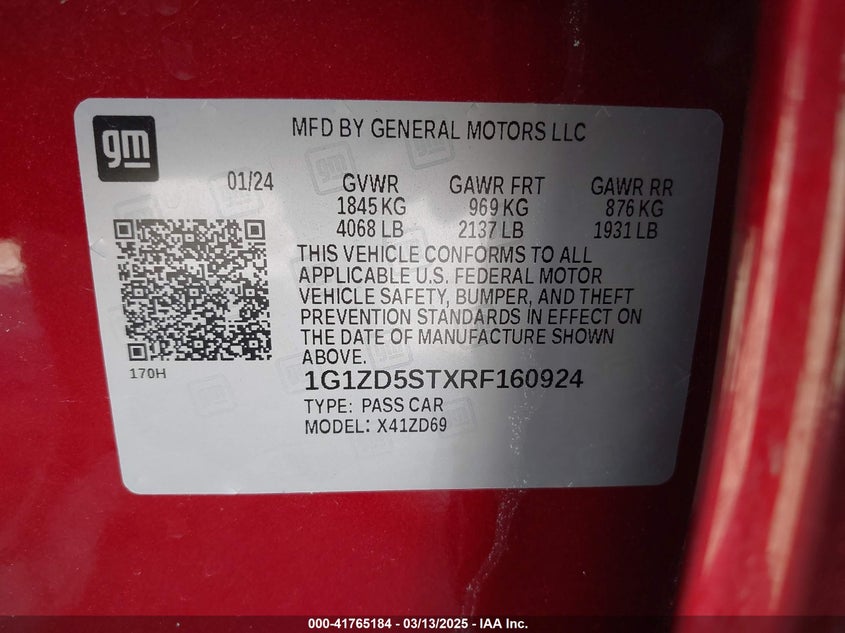 gm
MFD BY GENERAL MOTORS LLC
01/24 GVWR GAWR FRT GAWR RR
1845 KG 969 KG 876 KG
4068 LB 2137 LB 1931 LB
THIS VEHICLE CONFORMS TO ALL
APPLICABLE U.S. FEDERAL MOTOR
VEHICLE SAFETY, BUMPER, AND THEFT
PREVENTION STANDARDS IN EFFECT ON
THE DATE OF MANUFACTURE SHOWN
ABOVE.
170H
1G1ZD5STXRF160924
TYPE: PASS CAR
MODEL: X41ZD69
000-41765184 - 03/13/2025 - IAA Inc.